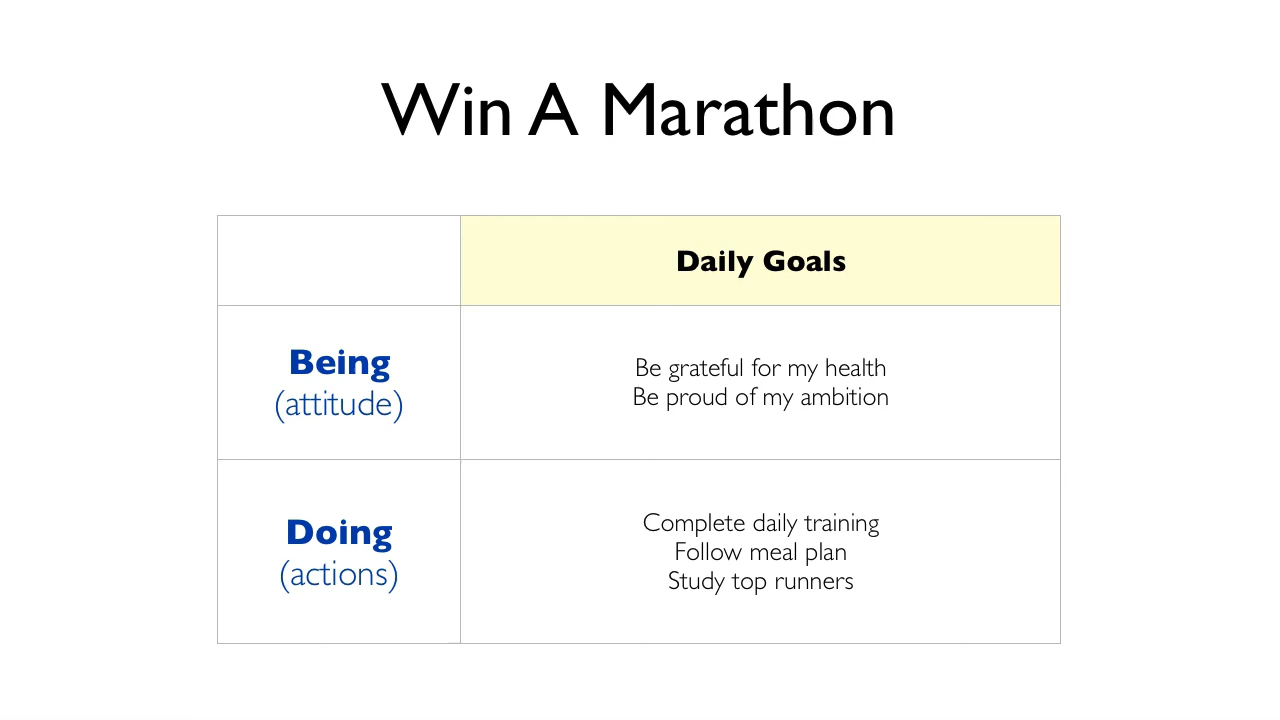 Win A Marathon
Daily Goals
Being
(attitude)
Be grateful for my health
Be proud of my ambition
Doing
(actions)
Complete daily training
Follow meal plan
Study top runners